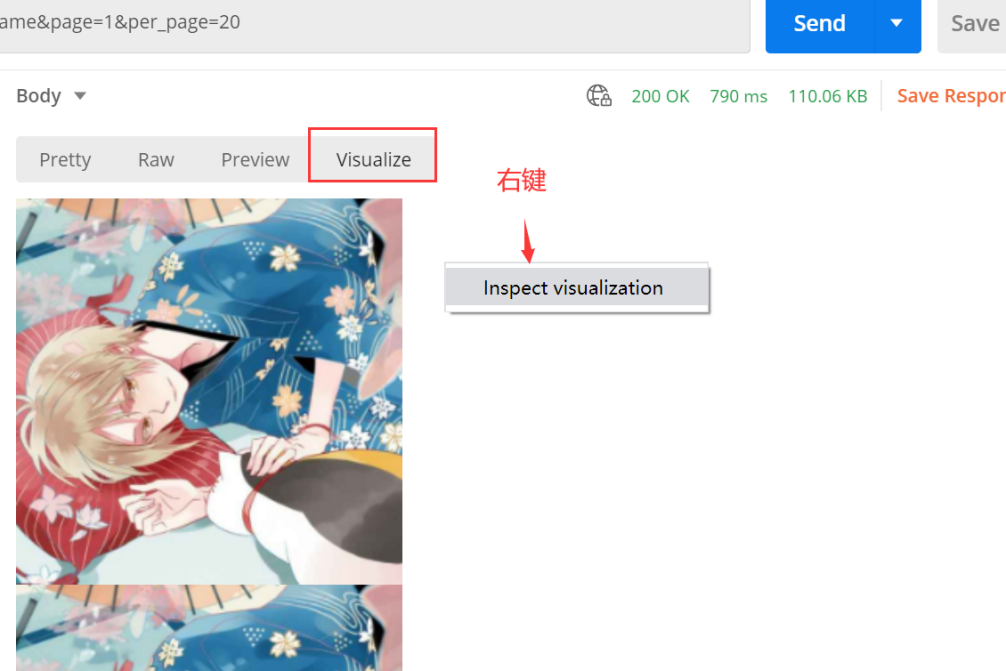 ame&page=1&per_page=20
Send
Save
Body
200 OK 790 ms 110.06 KB Save Respor
Pretty Raw Preview Visualize
右键
Inspect visualization